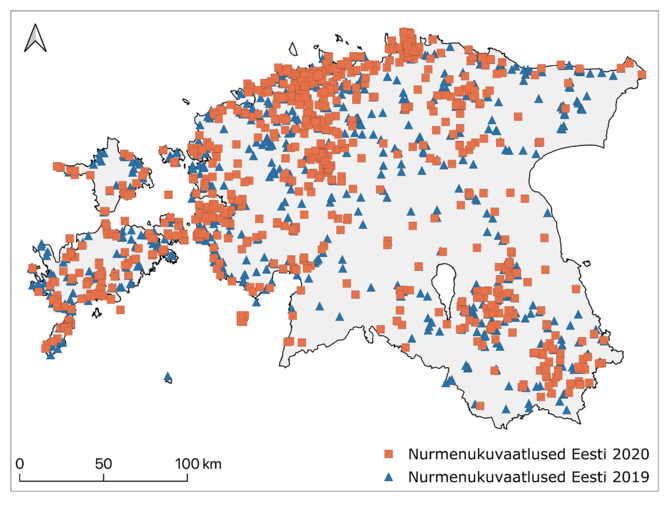 Nurmenukuvaatlused Eesti 2020
Nurmenukuvaatlused Eesti 2019
0 50 100 km